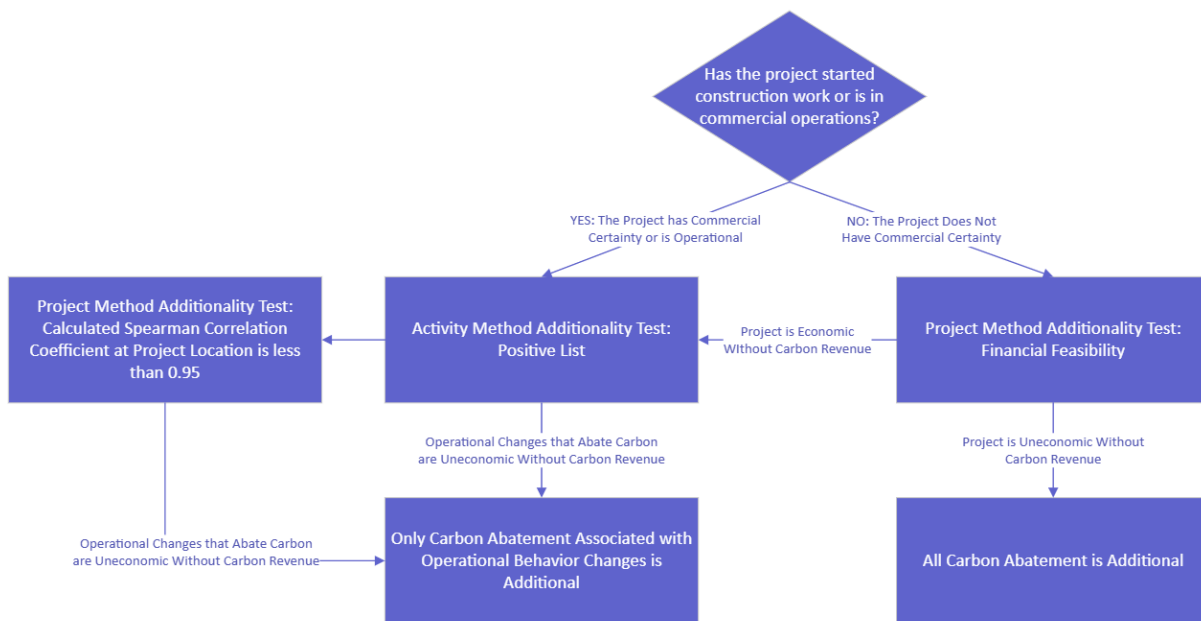 Has the project started
construction work or is in
commercial operations?
YES: The Project has Commercial
Certainty or is Operational
NO: The Project Does Not
Have Commercial Certainty
Project Method Additionality Test:
Calculated Spearman Correlation
Coefficient at Project Location is less
than 0.95
Activity Method Additionality Test:
Positive List
Project is Economic
WIthout Carbon Revenue
Project Method Additionality Test:
Financial Feasibility
Operational Changes that Abate Carbon
are Uneconomic Without Carbon Revenue
Project is Uneconomic Without
Carbon Revenue
Operational Changes that Abate Carbon
are Uneconomic Without Carbon Revenue
Only Carbon Abatement Associated with
Operational Behavior Changes is
Additional
All Carbon Abatement is Additional